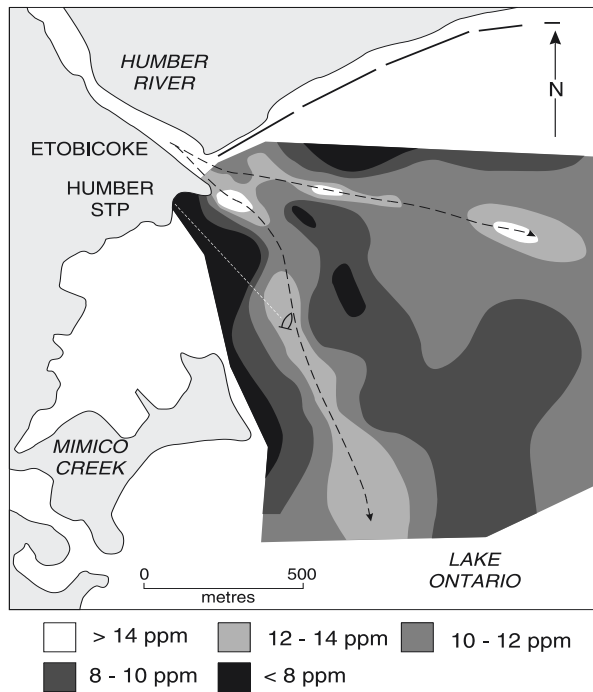 HUMBER
RIVER
N
ETOBICOKE
HUMBER
STP
MIMICO
CREEK
0 500
metres
LAKE
ONTARIO
> 14 ppm 12 - 14 ppm 10 - 12 ppm
8 - 10 ppm < 8 ppm